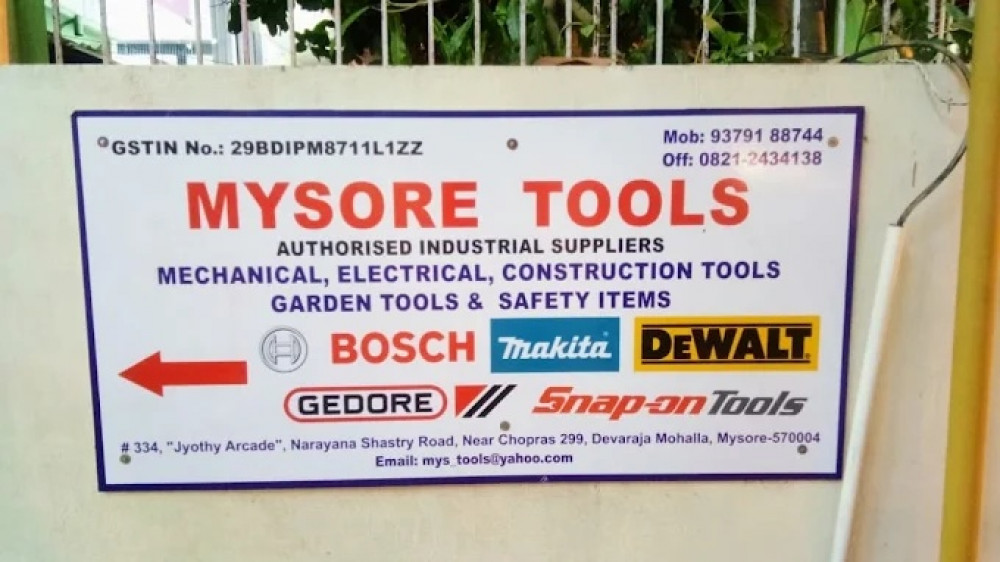 GSTIN No.: 29BDIPM8711L1ZZ
Mob: 93791 88744
Off: 0821-2434138
MYSORE TOOLS
AUTHORISED INDUSTRIAL SUPPLIERS
MECHANICAL, ELECTRICAL, CONSTRUCTION TOOLS
GARDEN TOOLS & SAFETY ITEMS
BOSCH makita DEWALT
GEDORE Snap-on Tools
# 334, "Jyothy Arcade", Narayana Shastry Road, Near Chopras 299, Devaraja Mohalla, Mysore-570004
Email: mys_tools@yahoo.com